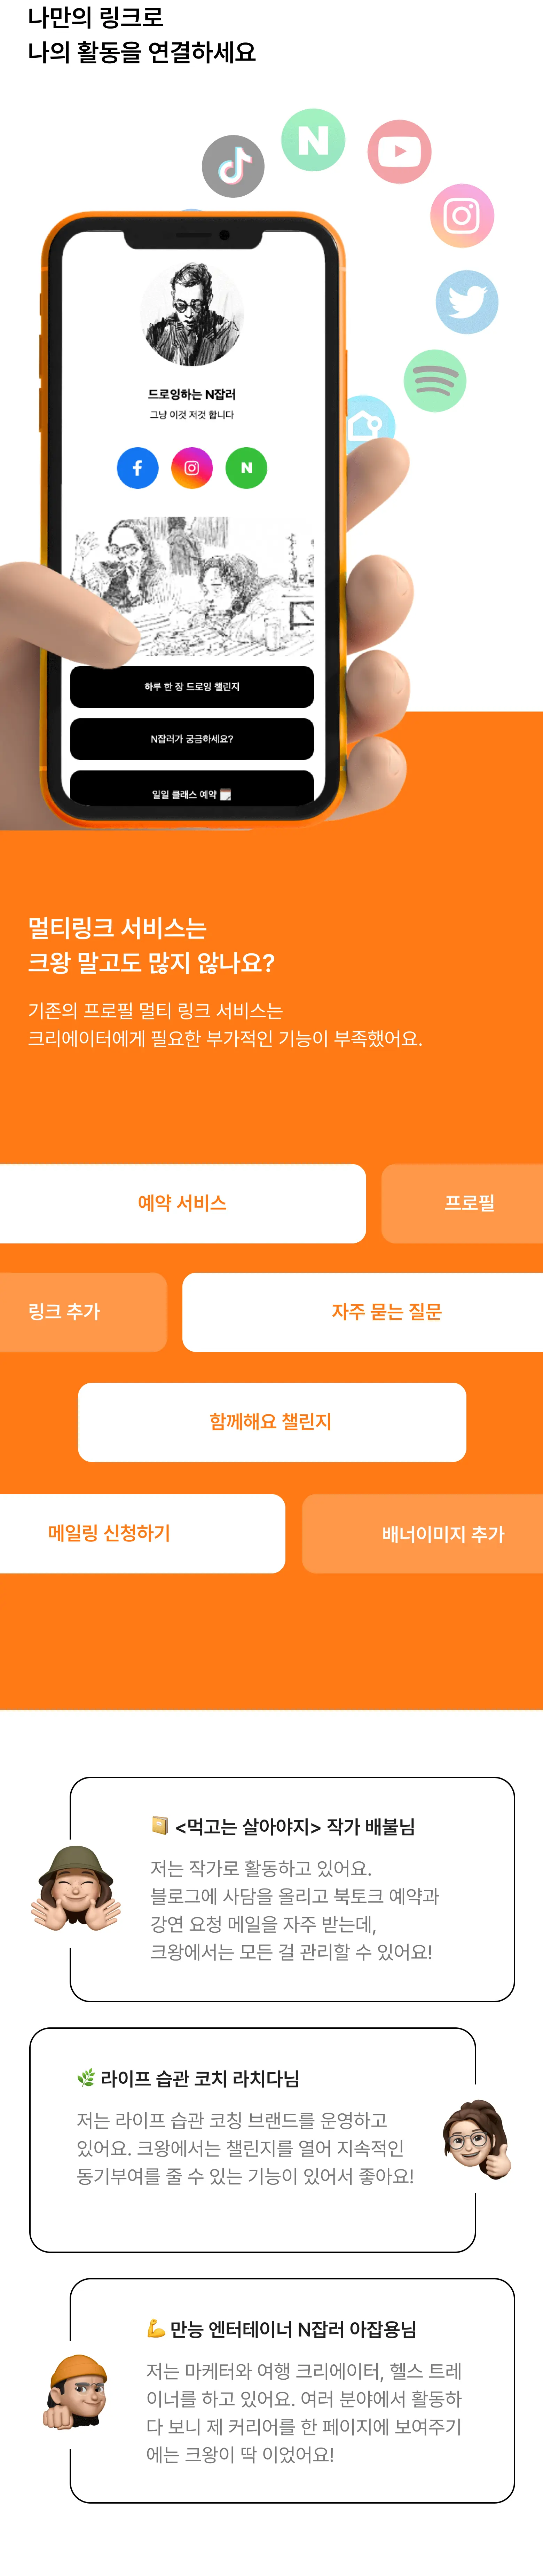 나만의 링크로
나의 활동을 연결하세요
N
드로잉하는 N잡러
그냥 이것 저것 합니다
N
하루 한 장 드로잉 챌린지
N잡러가 궁금하세요?
일일 클래스 예약
멀티링크 서비스는
크왕 말고도 많지 않나요?
기존의 프로필 멀티 링크 서비스는
크리에이터에게 필요한 부가적인 기능이 부족했어요.
예약 서비스
프로필
링크 추가
자주 묻는 질문
함께해요 챌린지
메일링 신청하기
배너이미지 추가
<먹고는 살아야지> 작가 배불님
저는 작가로 활동하고 있어요.
블로그에 사담을 올리고 북토크 예약과
강연 요청 메일을 자주 받는데,
크왕에서는 모든 걸 관리할 수 있어요!
🌿 라이프 습관 코치 라치다님
저는 라이프 습관 코칭 브랜드를 운영하고
있어요. 크왕에서는 챌린지를 열어 지속적인
동기부여를 줄 수 있는 기능이 있어서 좋아요!
💪 만능 엔터테이너 N잡러 아잡용님
저는 마케터와 여행 크리에이터, 헬스 트레
이너를 하고 있어요. 여러 분야에서 활동하
다 보니 제 커리어를 한 페이지에 보여주기
에는 크왕이 딱 이었어요!